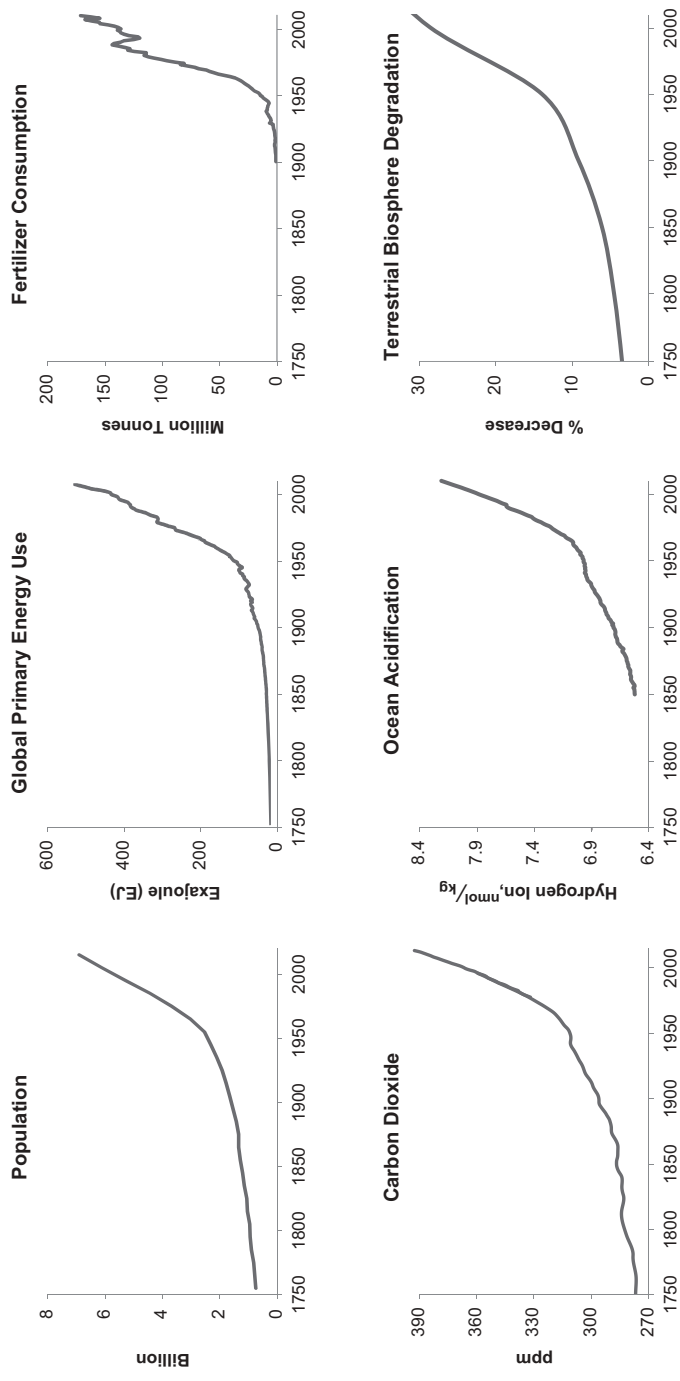 Population
Billion
8
6
4
2
0
1750 1800 1850 1900 1950 2000
Global Primary Energy Use
Exajoule (EJ)
600
400
200
0
1750 1800 1850 1900 1950 2000
Fertilizer Consumption
Million Tonnes
200
150
100
50
0
1750 1800 1850 1900 1950 2000
Carbon Dioxide
ppm
390
360
330
300
270
1750 1800 1850 1900 1950 2000
Ocean Acidification
Hydrogen Ion,nmol/kg
8.4
7.9
7.4
6.9
6.4
1750 1800 1850 1900 1950 2000
Terrestrial Biosphere Degradation
% Decrease
30
20
10
0
1750 1800 1850 1900 1950 2000